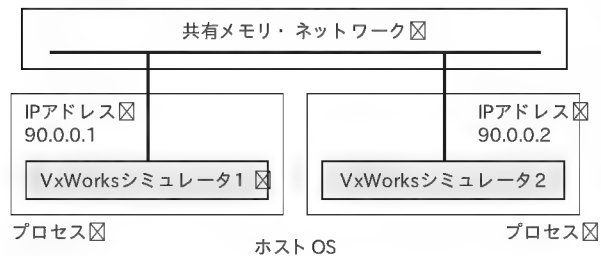 共有メモリ・ネットワーク
IPアドレス
90.0.0.1
IPアドレス
90.0.0.2
VxWorksシミュレータ1
VxWorksシミュレータ2
プロセス
プロセス
ホスト OS